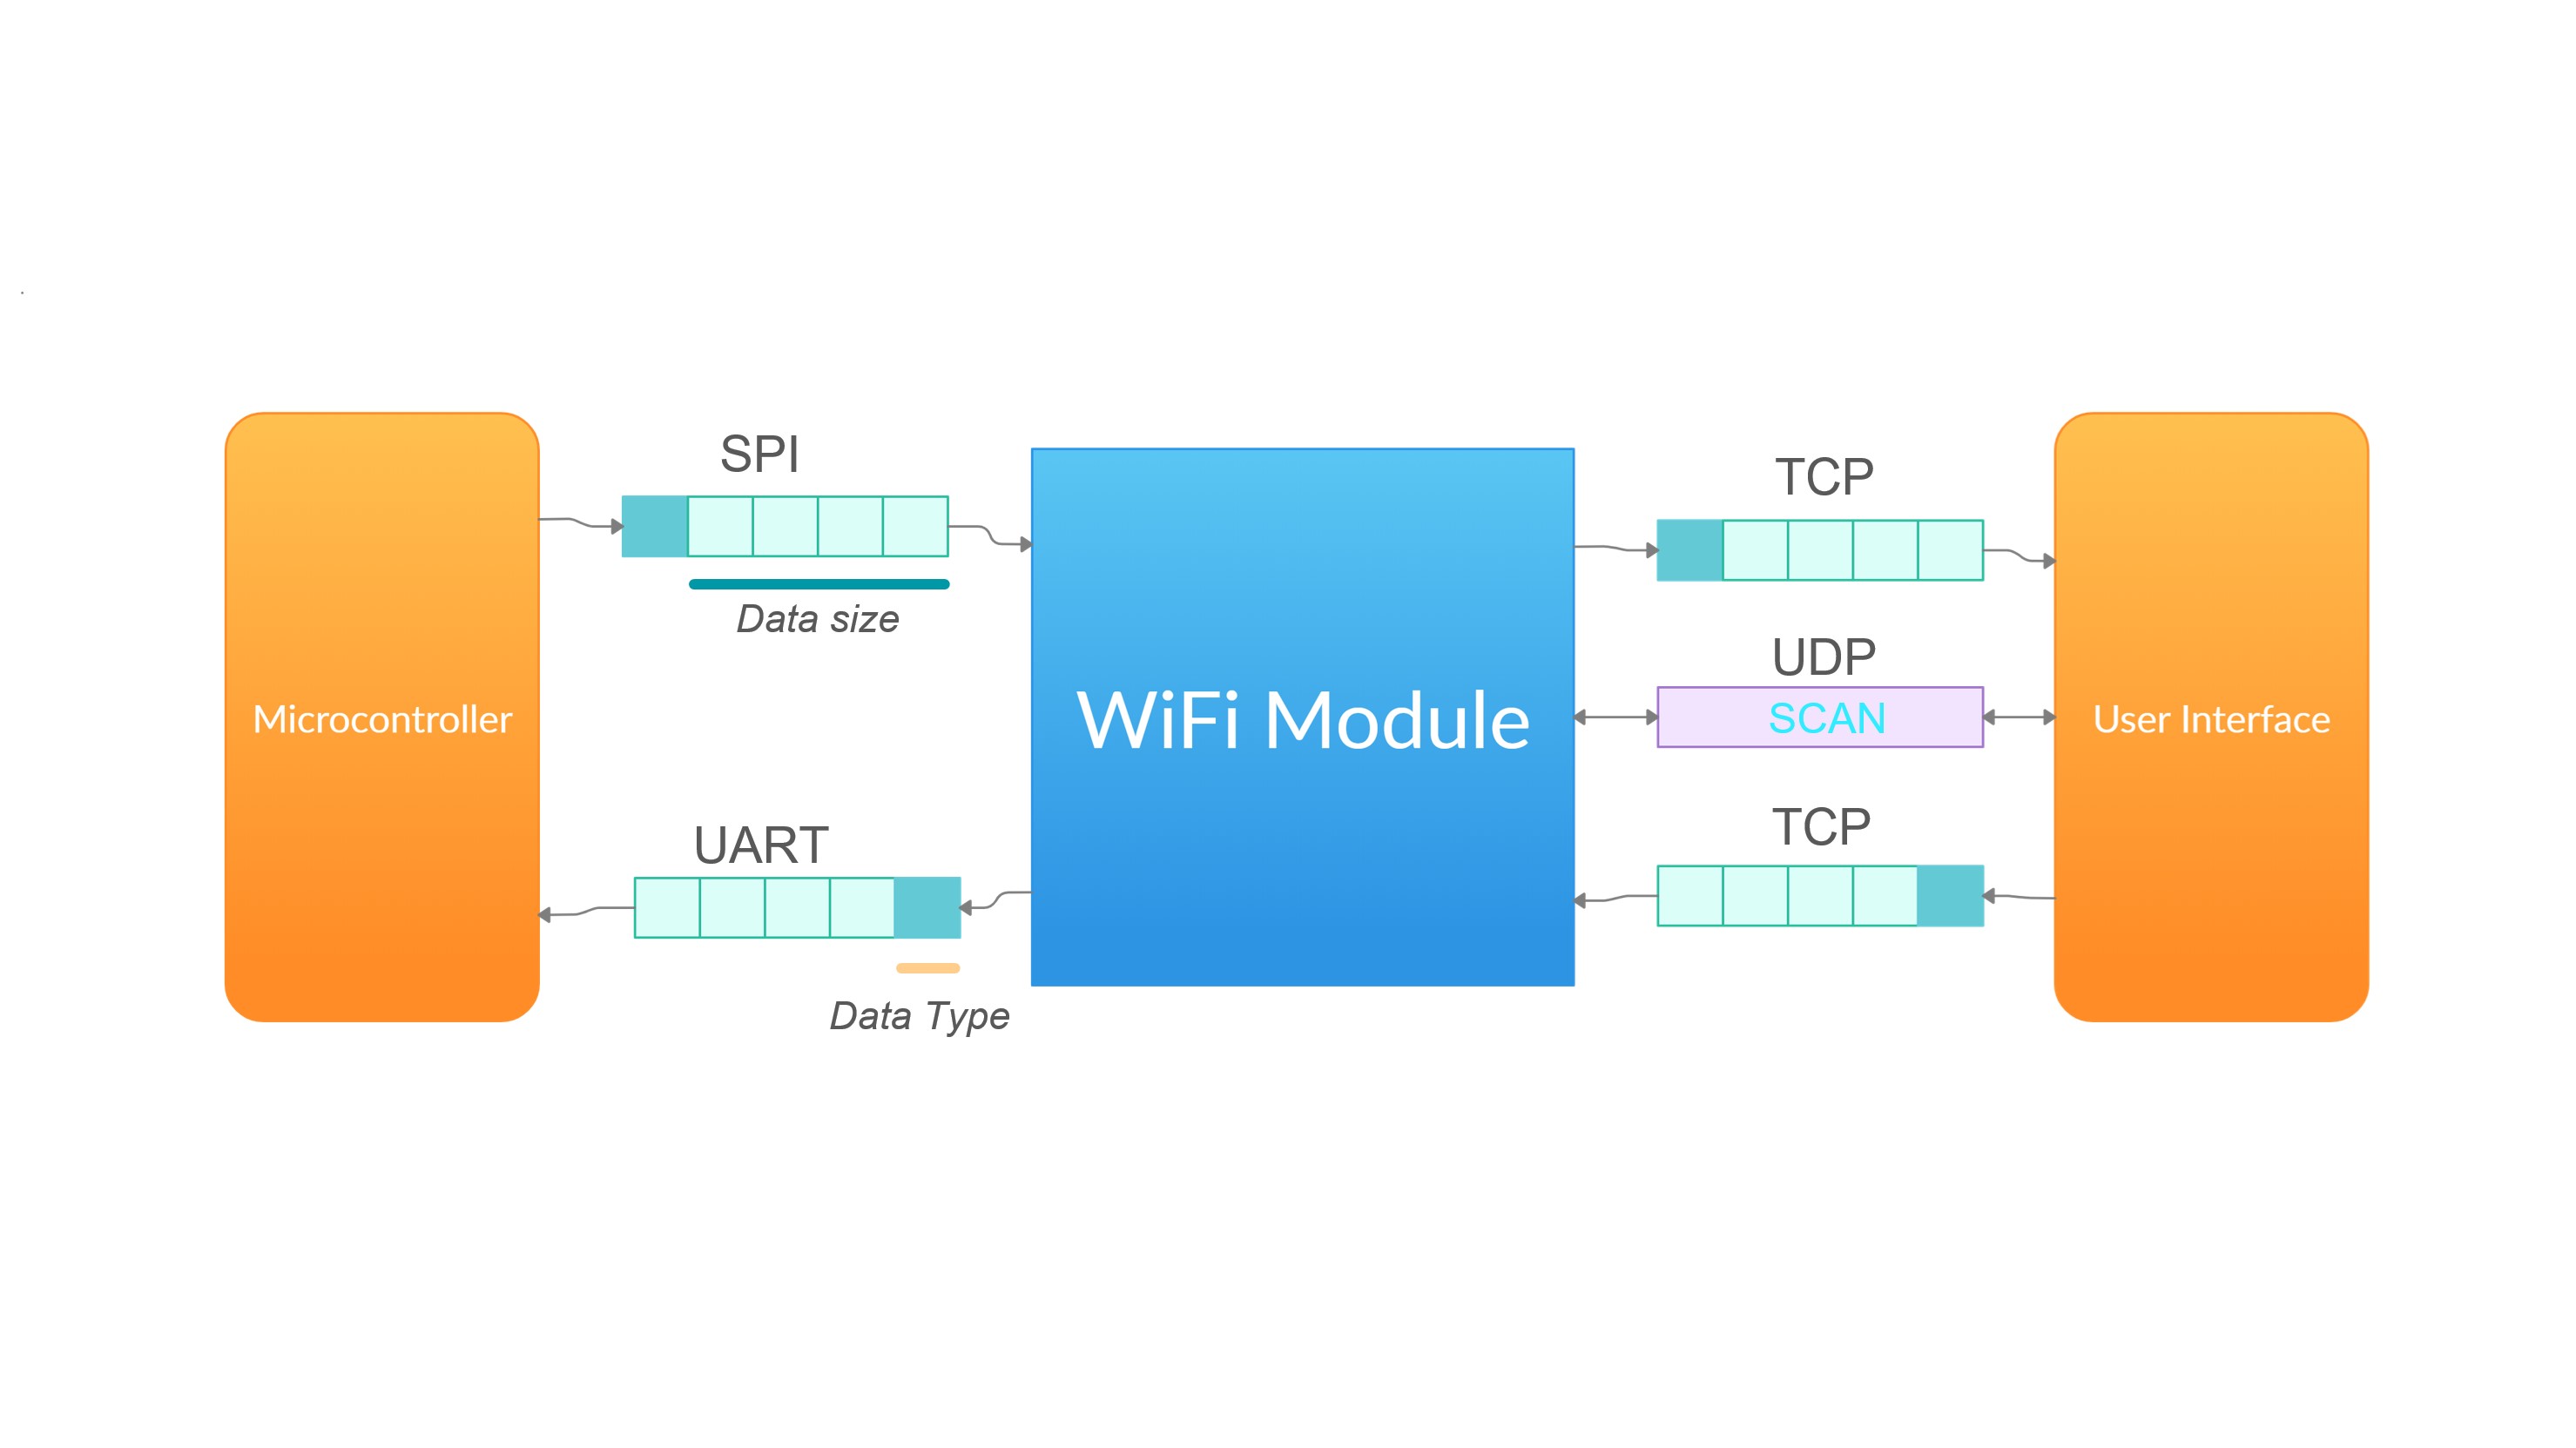 SPI
Data size
Microcontroller
UART
Data Type
WiFi Module
TCP
UDP
SCAN
TCP
User Interface